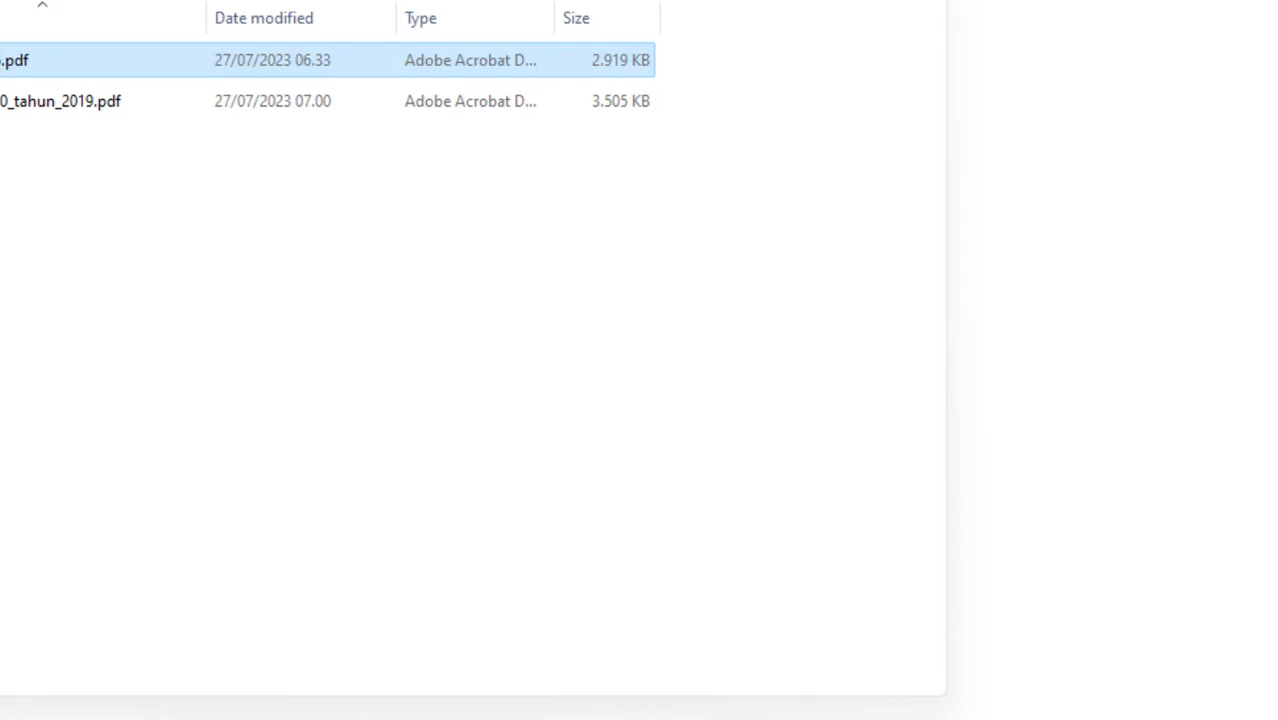 Date modified Type Size
.pdf 27/07/2023 06.33 Adobe Acrobat D... 2.919 KB
0_tahun_2019.pdf 27/07/2023 07.00 Adobe Acrobat D... 3.505 KB